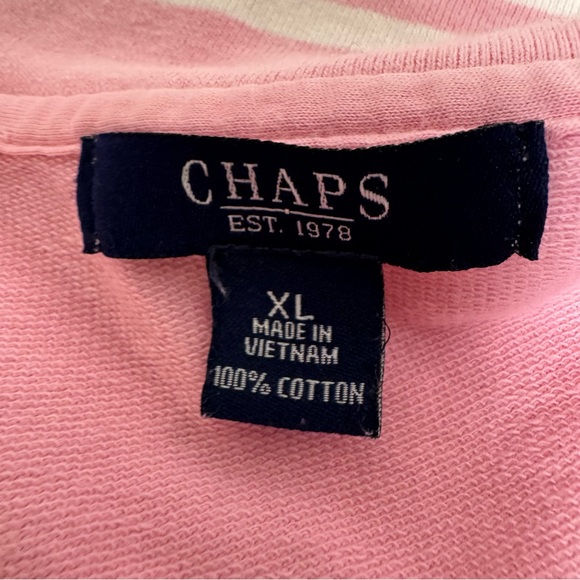 CHAPS
EST. 1978
XL
MADE IN
VIETNAM
100% COTTON